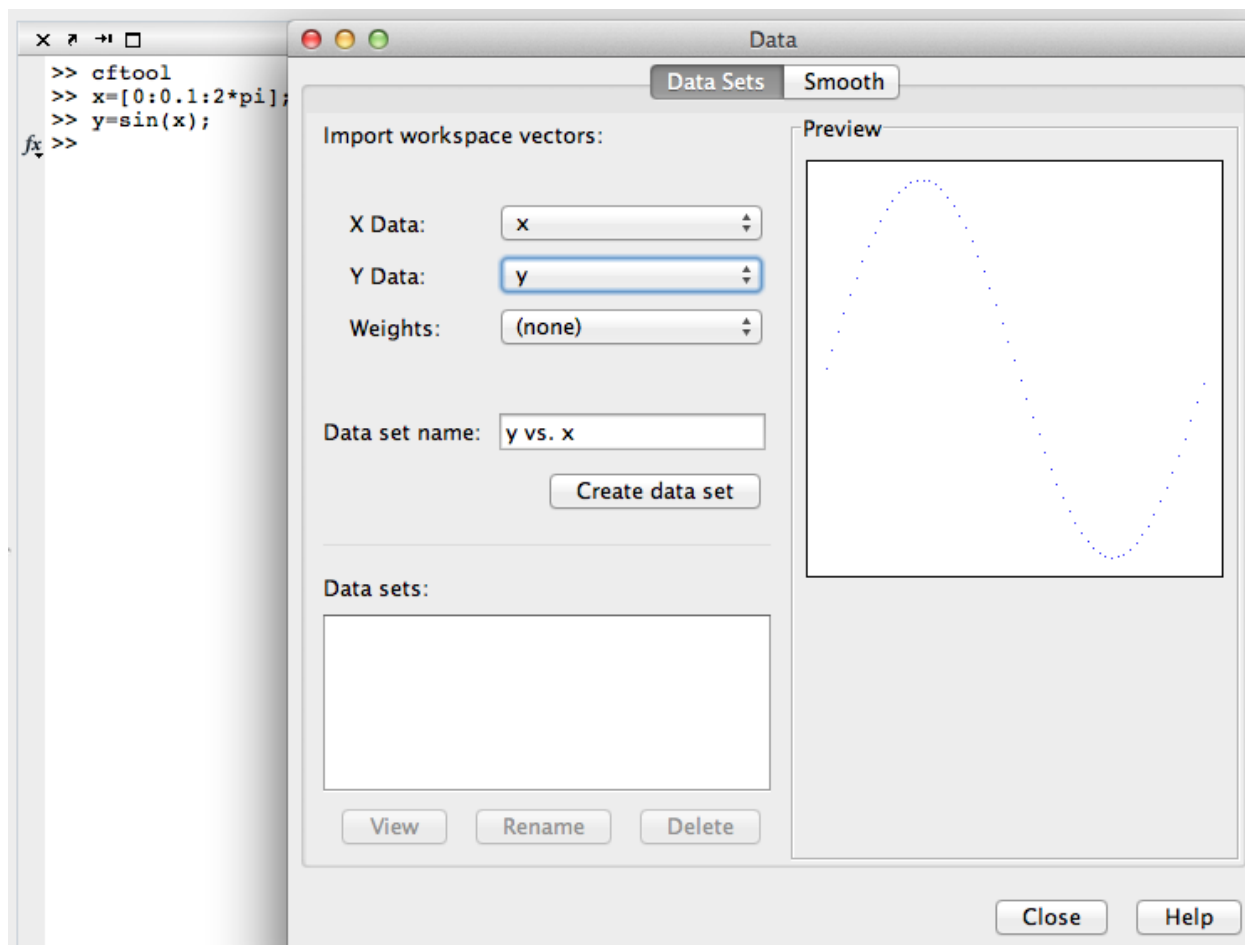 >> cftool
>> x=[0:0.1:2*pi];
>> y=sin(x);
fx >>
Data
Data Sets
Smooth
Import workspace vectors:
X Data:
x
Y Data:
y
Weights:
(none)
Data set name:
y vs. x
Create data set
Data sets:
View
Rename
Delete
Preview
Close
Help